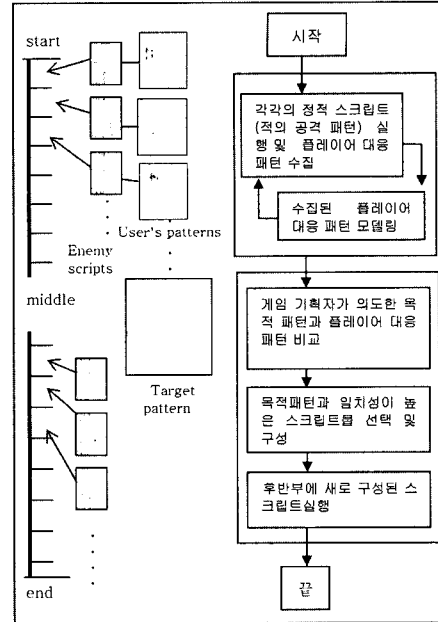 start
User's patterns
Enemy
scripts
middle
Target
pattern
end
시작
각각의 정적 스크립트
(적의 공격 패턴) 실
행 및 플레이어 대응
패턴 수집
수집된 플레이어
대응 패턴 모델링
게임 기획자가 의도한 목
적 패턴과 플레이어 대응
패턴 비교
목적패턴과 일치성이 높
은 스크립트를 선택 및
구성
후반부에 새로 구성된 스
크립트실행
끝